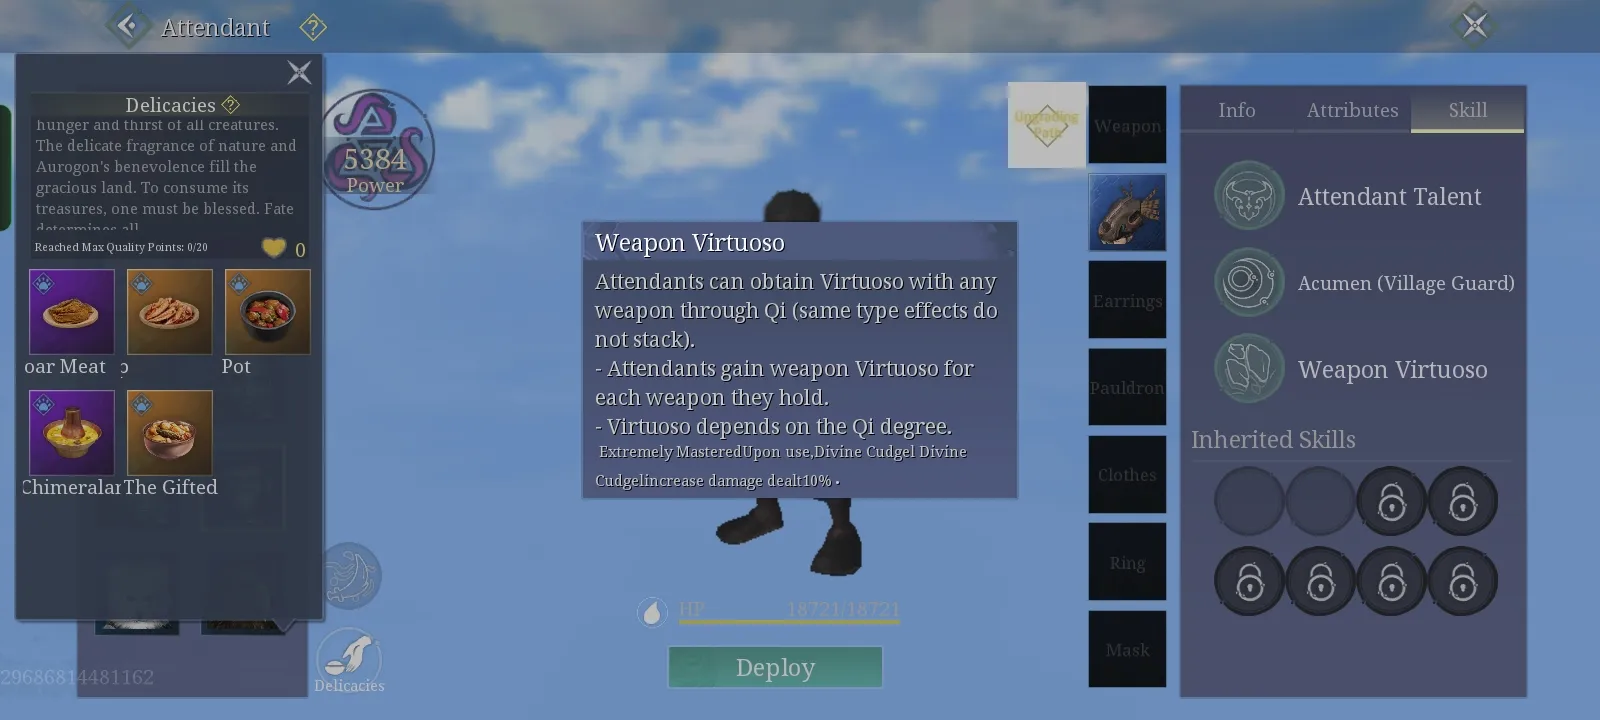 Attendant
Delicacies
hunger and thirst of all creatures.
The delicate fragrance of nature and
Aurogon's benevolence fill the
gracious land. To consume its
treasures, one must be blessed. Fate
determines all
Reached Max Quality Points: 0/20
0
oar Meat
Pot
Chimeralar
The Gifted
29686814481162
5384
Power
Delicacies
Weapon Virtuoso
Attendants can obtain Virtuoso with any
weapon through Qi (same type effects do
not stack).
- Attendants gain weapon Virtuoso for
each weapon they hold.
- Virtuoso depends on the Qi degree.
Extremely MasteredUpon use,Divine Cudgel Divine
Cudgelincrease damage dealt10% •
HP 18721/18721
Deploy
Upgrading
Path
Weapon
Earrings
Pauldron
Clothes
Ring
Mask
Info Attributes Skill
Attendant Talent
Acumen (Village Guard)
Weapon Virtuoso
Inherited Skills